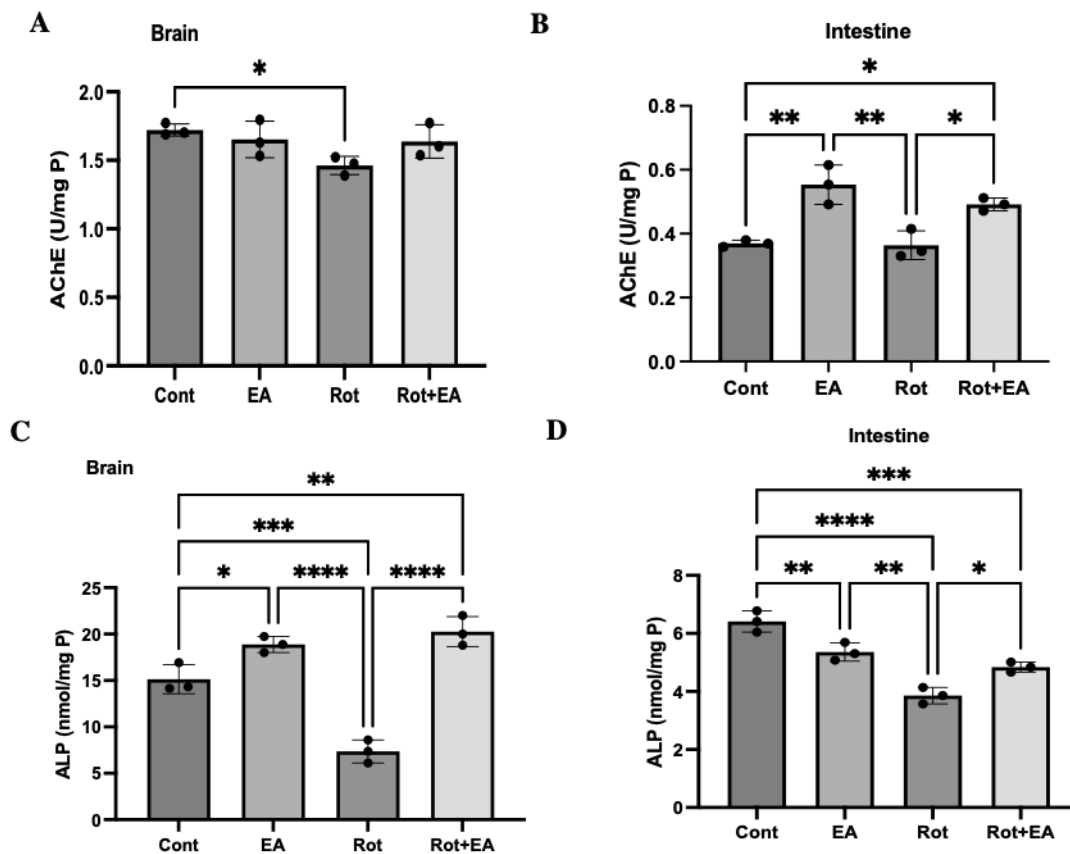 A
Brain
*
AChE (U/mg P)
2.0
1.5
1.0
0.5
0.0
Cont EA Rot Rot+EA
B
Intestine
*
** ** *
AChE (U/mg P)
0.8
0.6
0.4
0.2
0.0
Cont EA Rot Rot+EA
C
Brain
**
***
* **** ****
ALP (nmol/mg P)
25
20
15
10
5
0
Cont EA Rot Rot+EA
D
Intestine
***
****
** ** *
ALP (nmol/mg P)
8
6
4
2
0
Cont EA Rot Rot+EA